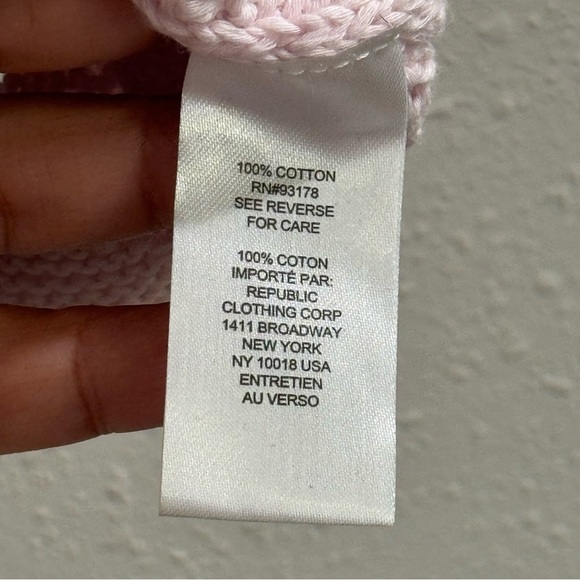 100% COTTON
RN#93178
SEE REVERSE
FOR CARE
100% COTON
IMPORTÉ PAR:
REPUBLIC
CLOTHING CORP
1411 BROADWAY
NEW YORK
NY 10018 USA
ENTRETIEN
AU VERSO